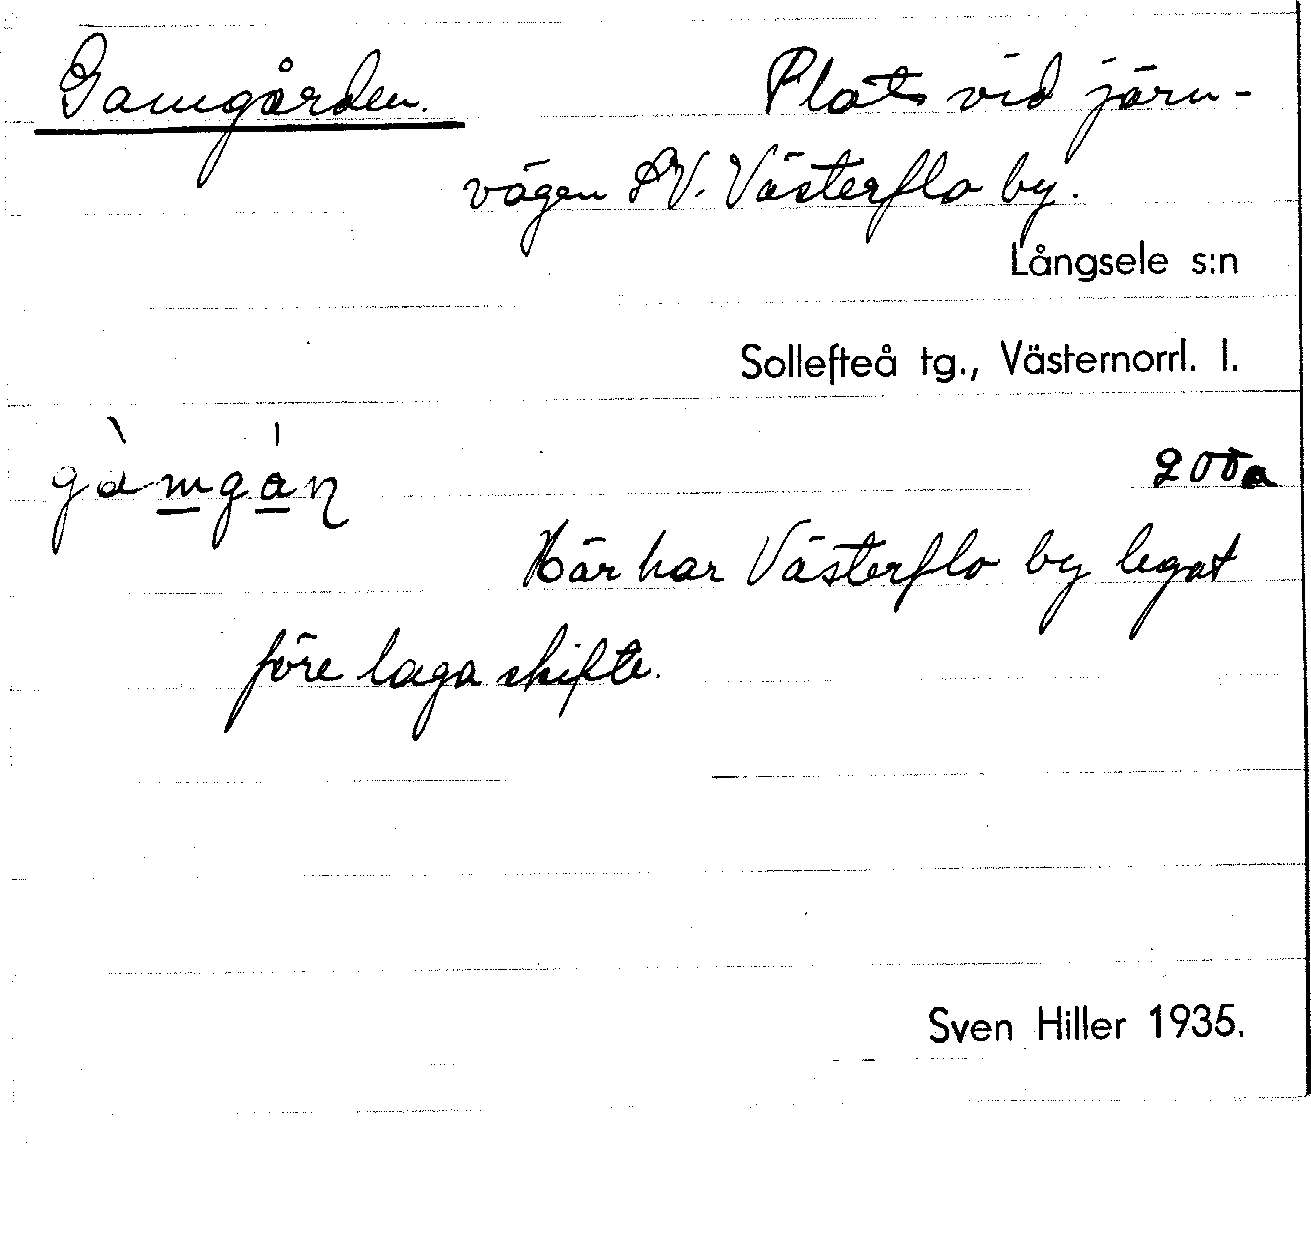 Gamgården. Plats vid järn-
vägen SV. Västerflo by.
Långsele s:n
Sollefteå tg., Västernorrl. l.
gàmgán
200a
Här har Västerflo by legat
före laga skifte.
Sven Hiller 1935.